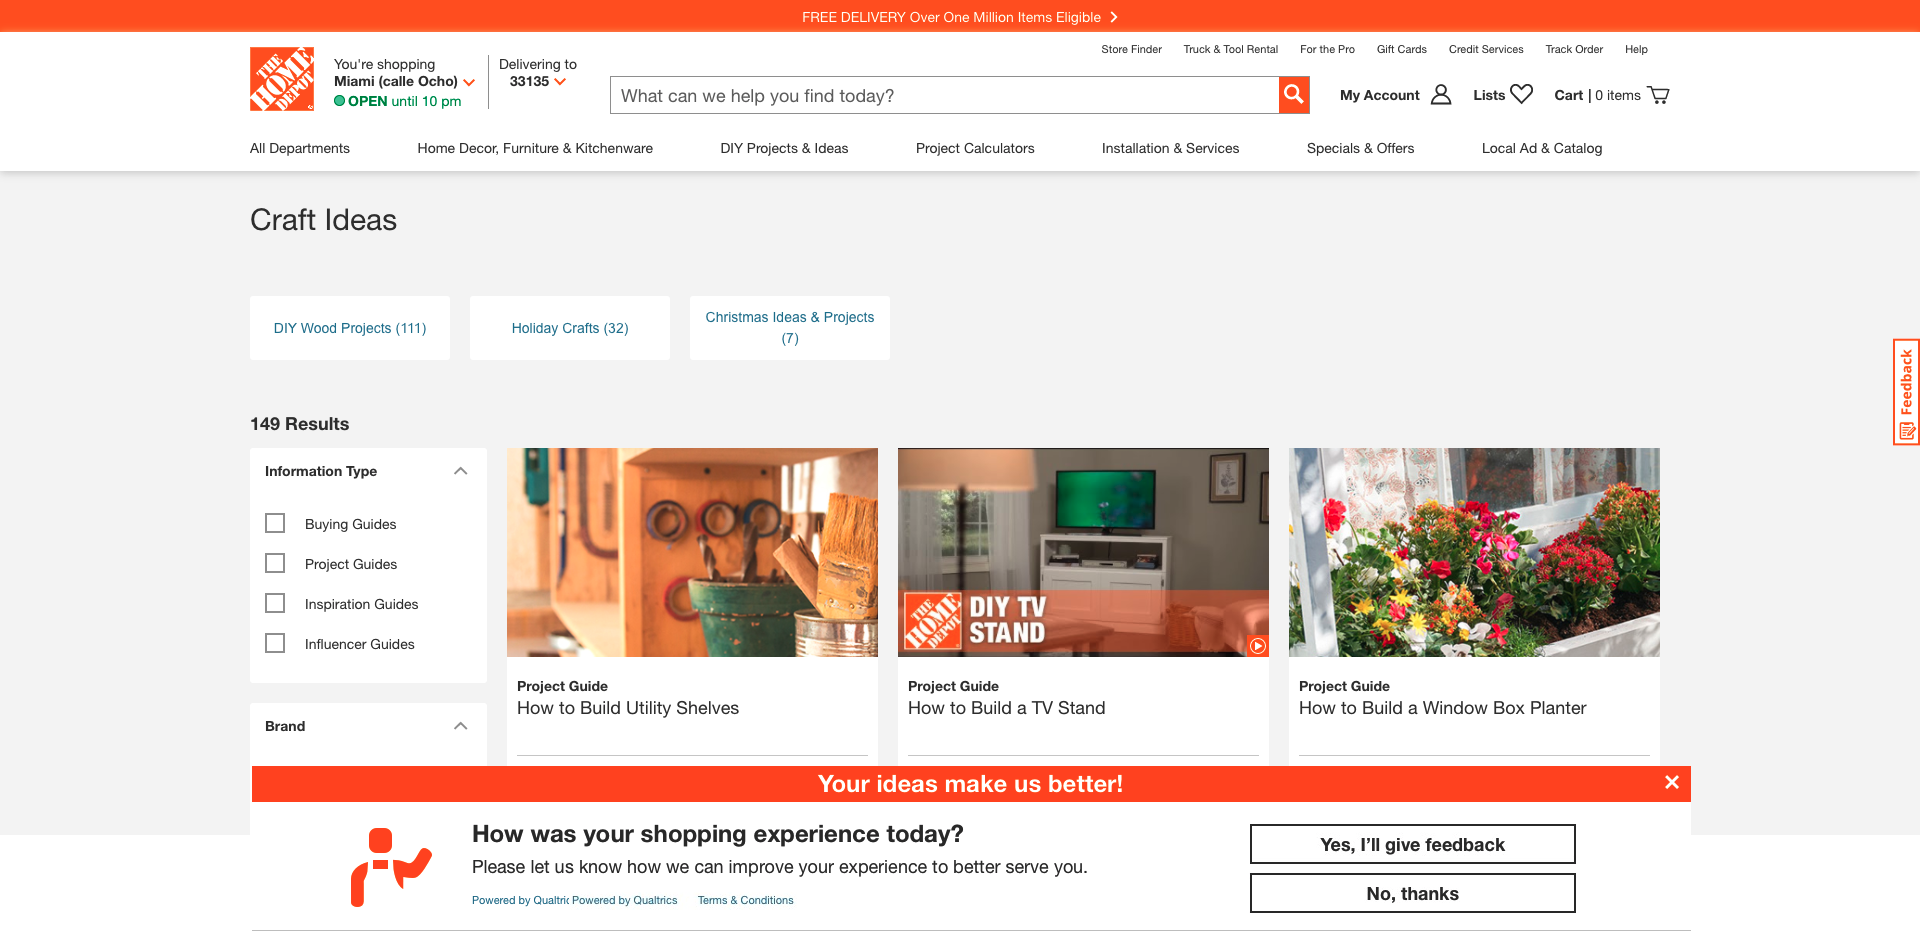 FREE DELIVERY Over One Million Items Eligible
Store Finder Truck & Tool Rental For the Pro Gift Cards Credit Services Track Order Help
THE HOME DEPOT
You're shopping
Miami (calle Ocho)
OPEN until 10 pm
Delivering to
33135
What can we help you find today?
My Account Lists Cart | 0 items
All Departments Home Decor, Furniture & Kitchenware DIY Projects & Ideas Project Calculators Installation & Services Specials & Offers Local Ad & Catalog
Craft Ideas
DIY Wood Projects (111)
Holiday Crafts (32)
Christmas Ideas & Projects
(7)
Feedback
149 Results
Information Type
Buying Guides
Project Guides
Inspiration Guides
Influencer Guides
Brand
THE HOME DEPOT
DIY TV
STAND
Project Guide
How to Build Utility Shelves
Project Guide
How to Build a TV Stand
Project Guide
How to Build a Window Box Planter
Your ideas make us better!
How was your shopping experience today?
Please let us know how we can improve your experience to better serve you.
Powered by Qualtric Powered by Qualtrics Terms & Conditions
Yes, I’ll give feedback
No, thanks